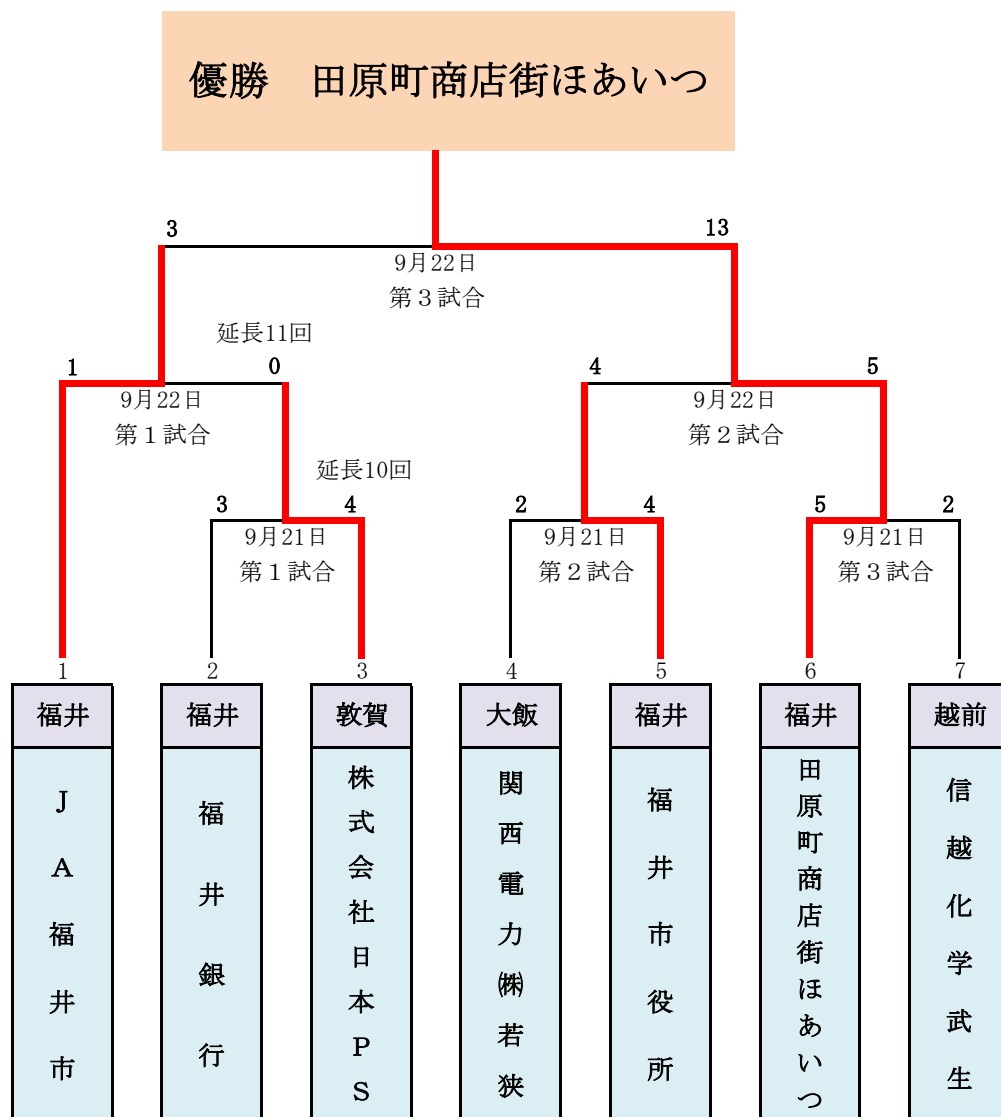 優勝　田原町商店街ほあいつ
3
13
9月22日
第３試合
延長11回
1
0
4
5
9月22日
第１試合
9月22日
第２試合
延長10回
3
4
2
4
5
2
9月21日
第１試合
9月21日
第２試合
9月21日
第３試合
1
2
3
4
5
6
7
福井
福井
敦賀
大飯
福井
福井
越前
ＪＡ福井市
福井銀行
株式会社日本ＰＳ
関西電力㈱若狭
福井市役所
田原町商店街ほあいつ
信越化学武生